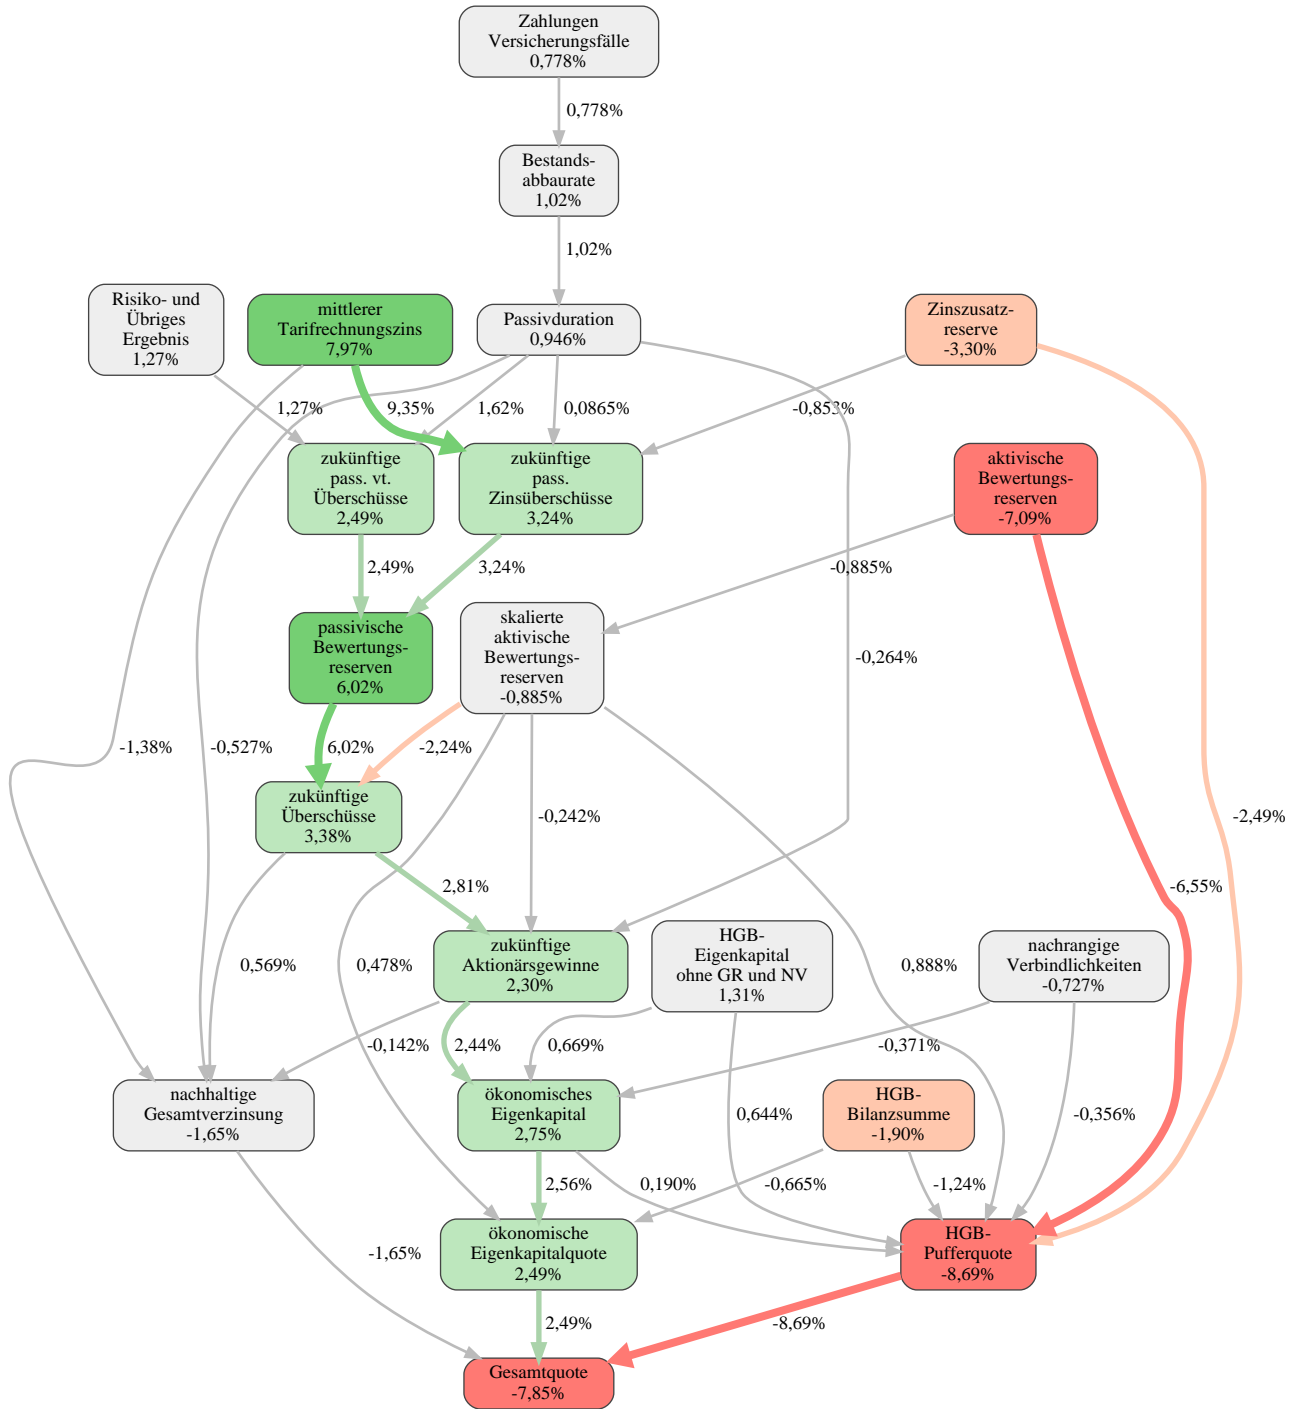 Zahlungen
Versicherungsfälle
0,778%
0,778%
Bestands-
abbaurate
1,02%
1,02%
Risiko- und
Übriges
Ergebnis
1,27%
mittlerer
Tarifrechnungszins
7,97%
Passivduration
0,946%
Zinszusatz-
reserve
-3,30%
1,27%
9,35%
1,62%
0,0865%
-0,853%
zukünftige
pass. vt.
Überschüsse
2,49%
zukünftige
pass.
Zinsüberschüsse
3,24%
aktivische
Bewertungs-
reserven
-7,09%
2,49%
3,24%
-0,885%
passivische
Bewertungs-
reserven
6,02%
skalierte
aktivische
Bewertungs-
reserven
-0,885%
-0,264%
-1,38%
-0,527%
6,02%
-2,24%
zukünftige
Überschüsse
3,38%
-0,242%
-2,49%
2,81%
-6,55%
zukünftige
Aktionärsgewinne
2,30%
HGB-
Eigenkapital
ohne GR und NV
1,31%
nachrangige
Verbindlichkeiten
-0,727%
0,569%
0,478%
0,888%
-0,142%
2,44%
0,669%
-0,371%
nachhaltige
Gesamtverzinsung
-1,65%
ökonomisches
Eigenkapital
2,75%
0,644%
HGB-
Bilanzsumme
-1,90%
-0,356%
2,56%
0,190%
-0,665%
-1,24%
ökonomische
Eigenkapitalquote
2,49%
HGB-
Pufferquote
-8,69%
-1,65%
2,49%
-8,69%
Gesamtquote
-7,85%